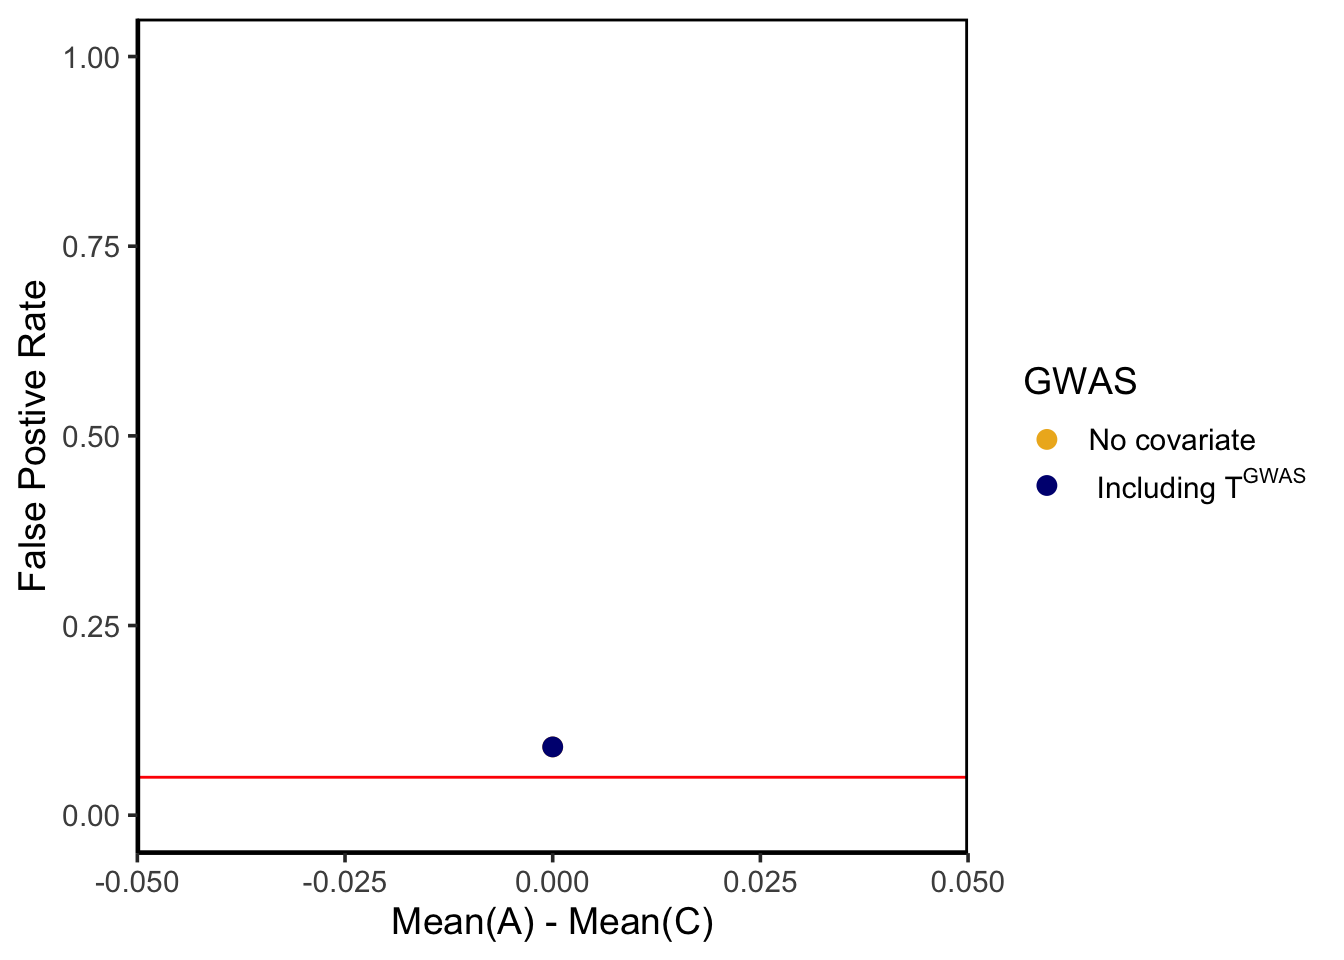 1.00
0.75
0.50
0.25
0.00
False Postive Rate
-0.050
-0.025
0.000
0.025
0.050
Mean(A) - Mean(C)
GWAS
No covariate
Including T^GWAS